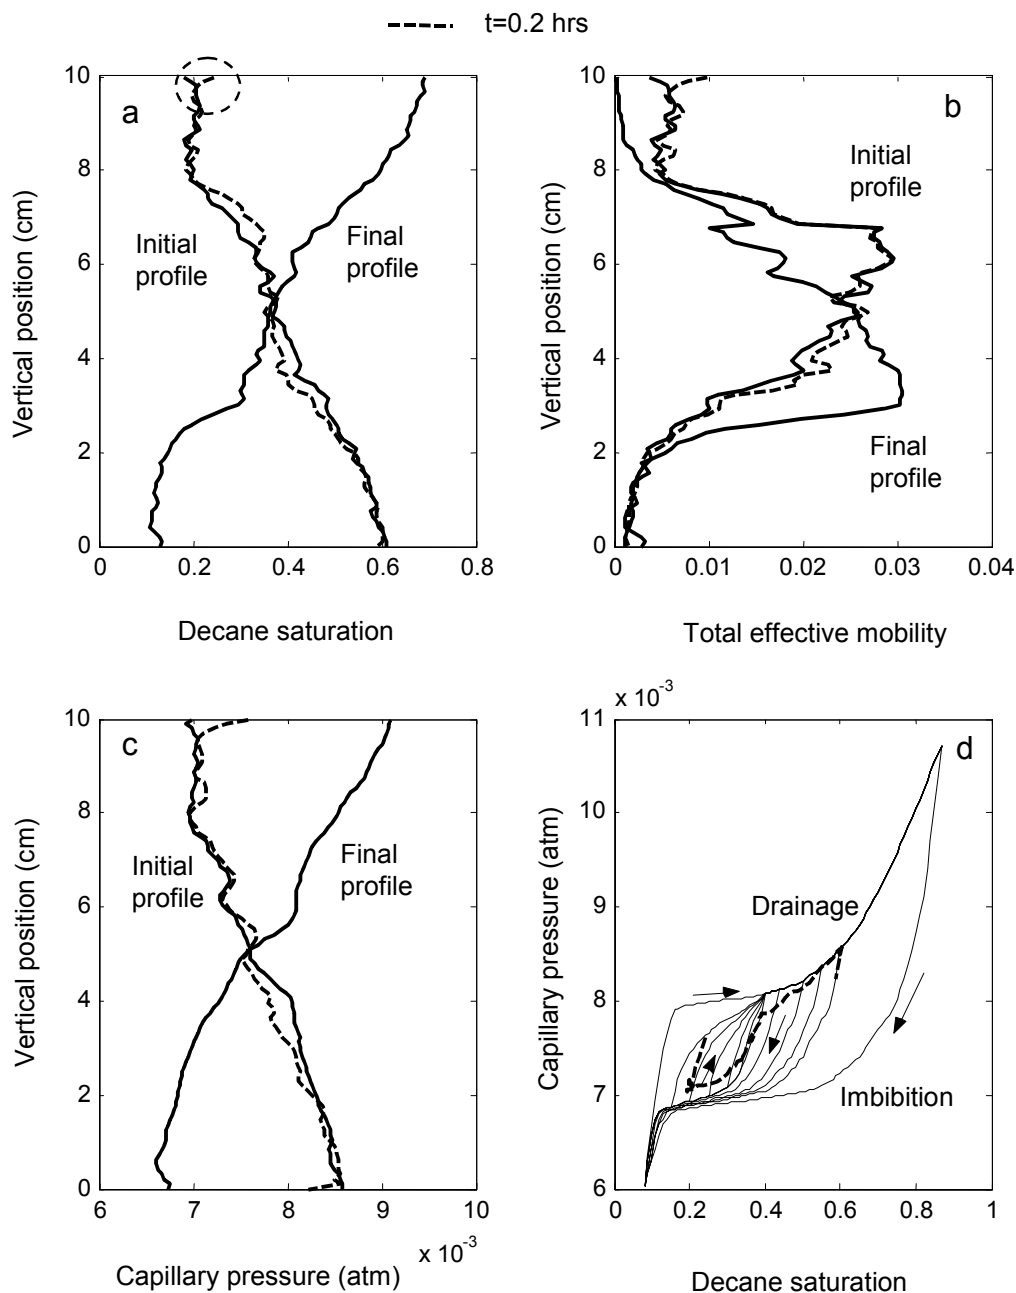 t=0.2 hrs
a
Initial
profile
Final
profile
Vertical position (cm)
10
8
6
4
2
0
0
0.2
0.4
0.6
0.8
Decane saturation
b
Initial
profile
Final
profile
Vertical position (cm)
10
8
6
4
2
0
0
0.01
0.02
0.03
0.04
Total effective mobility
c
Initial
profile
Final
profile
Vertical position (cm)
10
8
6
4
2
0
6
7
8
9
10
x 10-3
Capillary pressure (atm)
x 10-3
d
Drainage
Imbibition
Capillary pressure (atm)
11
10
9
8
7
6
0
0.2
0.4
0.6
0.8
1
Decane saturation